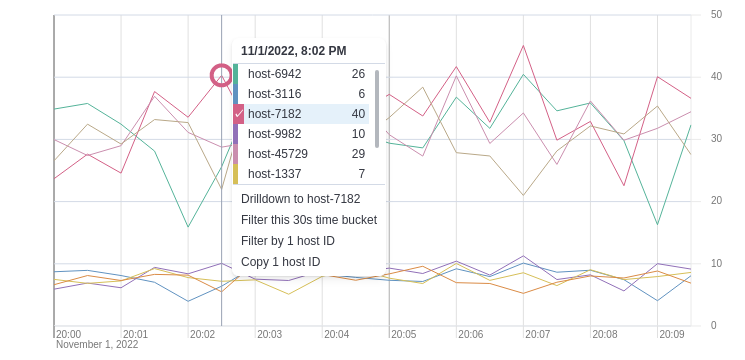 50
11/1/2022, 8:02 PM
host-6942 26
host-3116 6
host-7182 40
host-9982 10
host-45729 29
host-1337 7
Drilldown to host-7182
Filter this 30s time bucket
Filter by 1 host ID
Copy 1 host ID
40
30
20
10
0
20:00 20:01 20:02 20:03 20:04 20:05 20:06 20:07 20:08 20:09
November 1, 2022